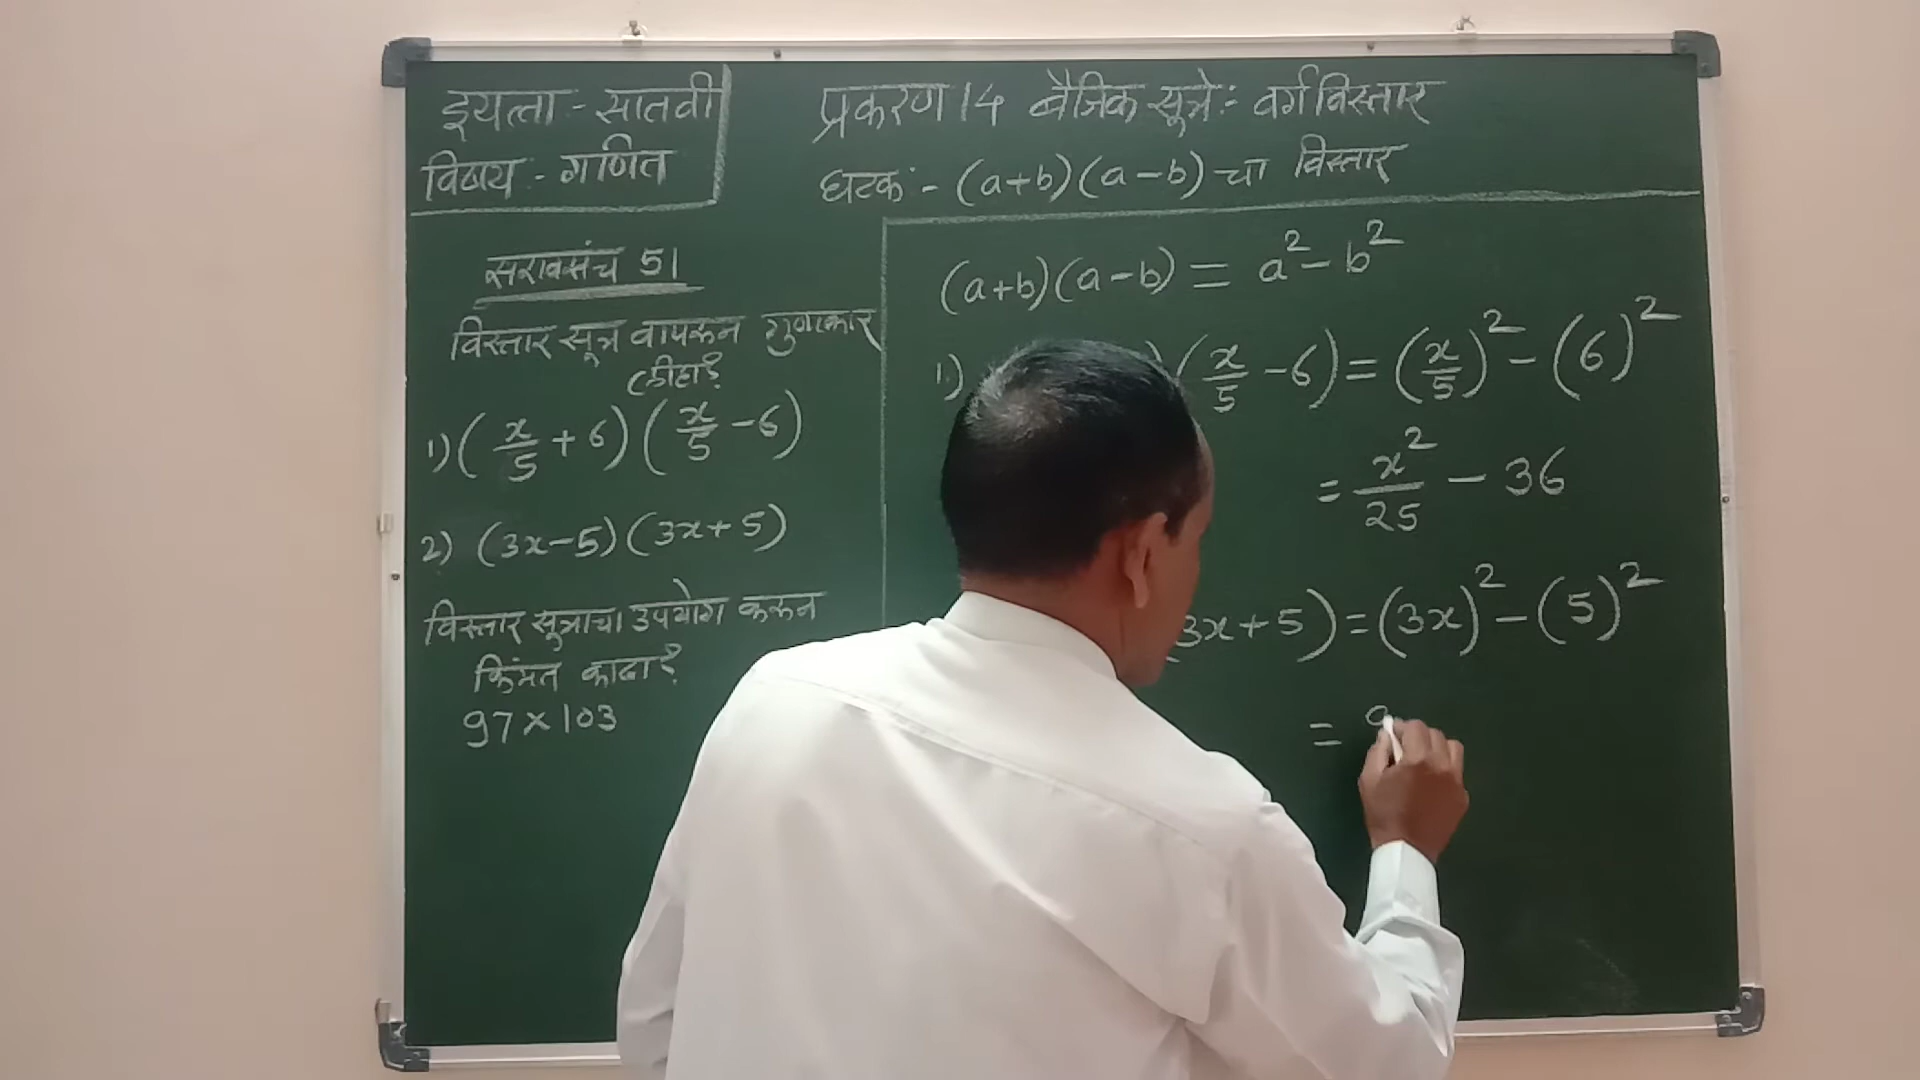 इयत्ता - सातवी
विषय - गणित
प्रकरण 14 बैजिक सूत्रे :- वर्गविस्तार
घटक :- (a+b)(a-b) चा विस्तार
सरावसंच 51
विस्तार सूत्र वापरून गुणाकार
लिहा?
1) (x/5 + 6) (x/5 - 6)
2) (3x-5) (3x+5)
विस्तार सूत्राचा उपयोग करून
किंमत काढा?
97 × 103
(a+b)(a-b) = a² - b²
1) (x/5 - 6) = (x/5)² - (6)²
= x²/25 - 36
3x+5) = (3x)² - (5)²
= 9